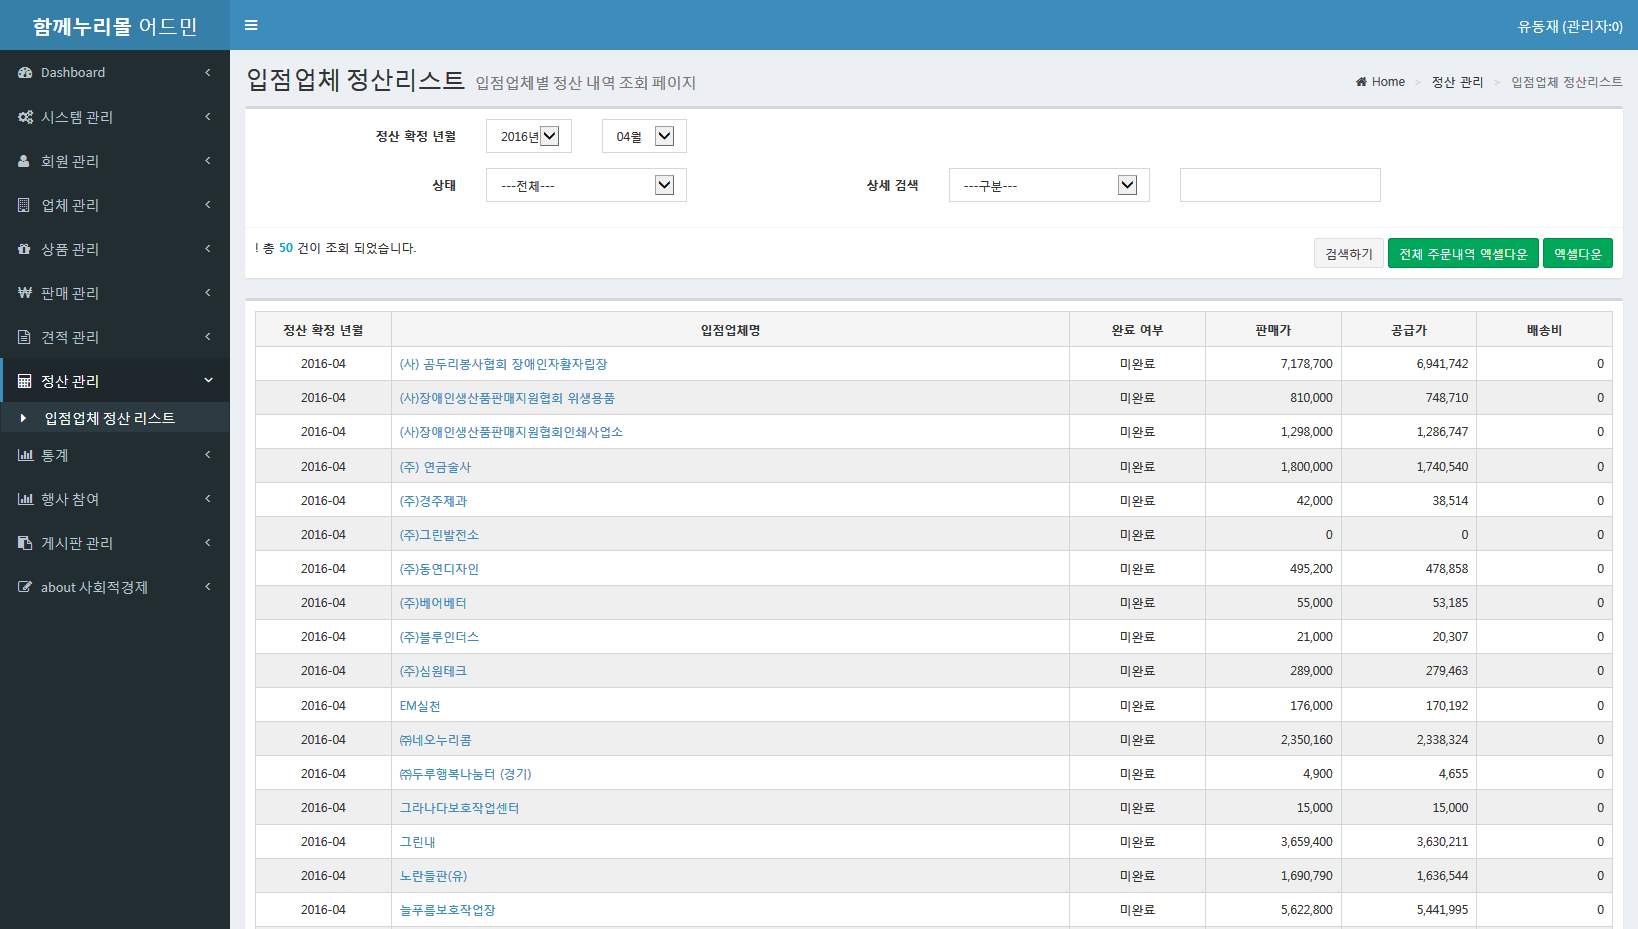 함께누리몰 어드민
유동재 (관리자:0)
Dashboard
시스템 관리
회원 관리
업체 관리
상품 관리
판매 관리
견적 관리
정산 관리
입점업체 정산 리스트
통계
행사 참여
게시판 관리
about 사회적경제
입점업체 정산리스트 입점업체별 정산 내역 조회 페이지
Home > 정산 관리 > 입점업체 정산리스트
정산 확정 년월 2016년 04월
상태 ---전체--- 상세 검색 ---구분---
! 총 50 건이 조회 되었습니다.
검색하기 전체 주문내역 엑셀다운 엑셀다운
정산 확정 년월 입점업체명 완료 여부 판매가 공급가 배송비
2016-04 (사) 곰두리봉사협회 장애인자활자립장 미완료 7,178,700 6,941,742 0
2016-04 (사)장애인생산품판매지원협회 위생용품 미완료 810,000 748,710 0
2016-04 (사)장애인생산품판매지원협회인쇄사업소 미완료 1,298,000 1,286,747 0
2016-04 (주) 연금술사 미완료 1,800,000 1,740,540 0
2016-04 (주)경주제과 미완료 42,000 38,514 0
2016-04 (주)그린발전소 미완료 0 0 0
2016-04 (주)동연디자인 미완료 495,200 478,858 0
2016-04 (주)베어베터 미완료 55,000 53,185 0
2016-04 (주)블루인더스 미완료 21,000 20,307 0
2016-04 (주)심원테크 미완료 289,000 279,463 0
2016-04 EM실천 미완료 176,000 170,192 0
2016-04 ㈜네오누리콤 미완료 2,350,160 2,338,324 0
2016-04 ㈜두루행복나눔터 (경기) 미완료 4,900 4,655 0
2016-04 그라나다보호작업센터 미완료 15,000 15,000 0
2016-04 그린내 미완료 3,659,400 3,630,211 0
2016-04 노란들판(유) 미완료 1,690,790 1,636,544 0
2016-04 늘푸름보호작업장 미완료 5,622,800 5,441,995 0